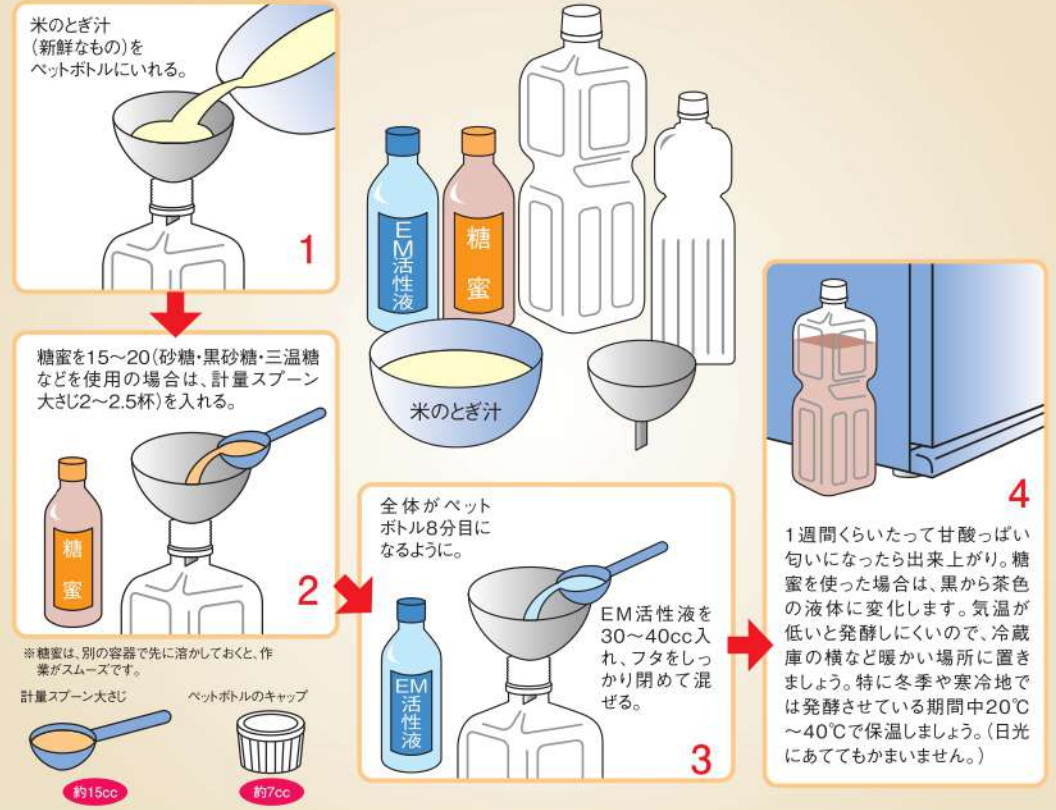 米のとぎ汁
（新鮮なもの）を
ペットボトルにいれる。
1
EM活性液
糖蜜
米のとぎ汁
糖蜜を15～20（砂糖・黒砂糖・三温糖
などを使用の場合は、計量スプーン
大さじ2～2.5杯）を入れる。
糖蜜
2
※糖蜜は、別の容器で先に溶かしておくと、作
業がスムーズです。
計量スプーン大さじ
約15cc
ペットボトルのキャップ
約7cc
全体がペット
ボトル8分目に
なるように。
EM活性液
EM活性液を
30～40cc入
れ、フタをしっ
かり閉めて混
ぜる。
3
4
1週間くらいたって甘酸っぱい
匂いになったら出来上がり。糖
蜜を使った場合は、黒から茶色
の液体に変化します。気温が
低いと発酵しにくいので、冷蔵
庫の横など暖かい場所に置き
ましょう。特に冬季や寒冷地で
は発酵させている期間中20℃
～40℃で保温しましょう。（日光
にあててもかまいません。）